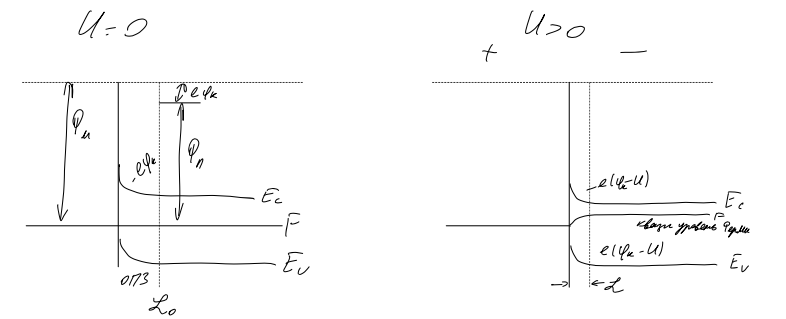 U=0
eφк
Φм
Φп
eφк
Ec
F
Ev
ОПЗ
L₀
U>0
+ −
e(φк-U)
Ec
F
квази уровень Ферми
e(φк-U)
Ev
L